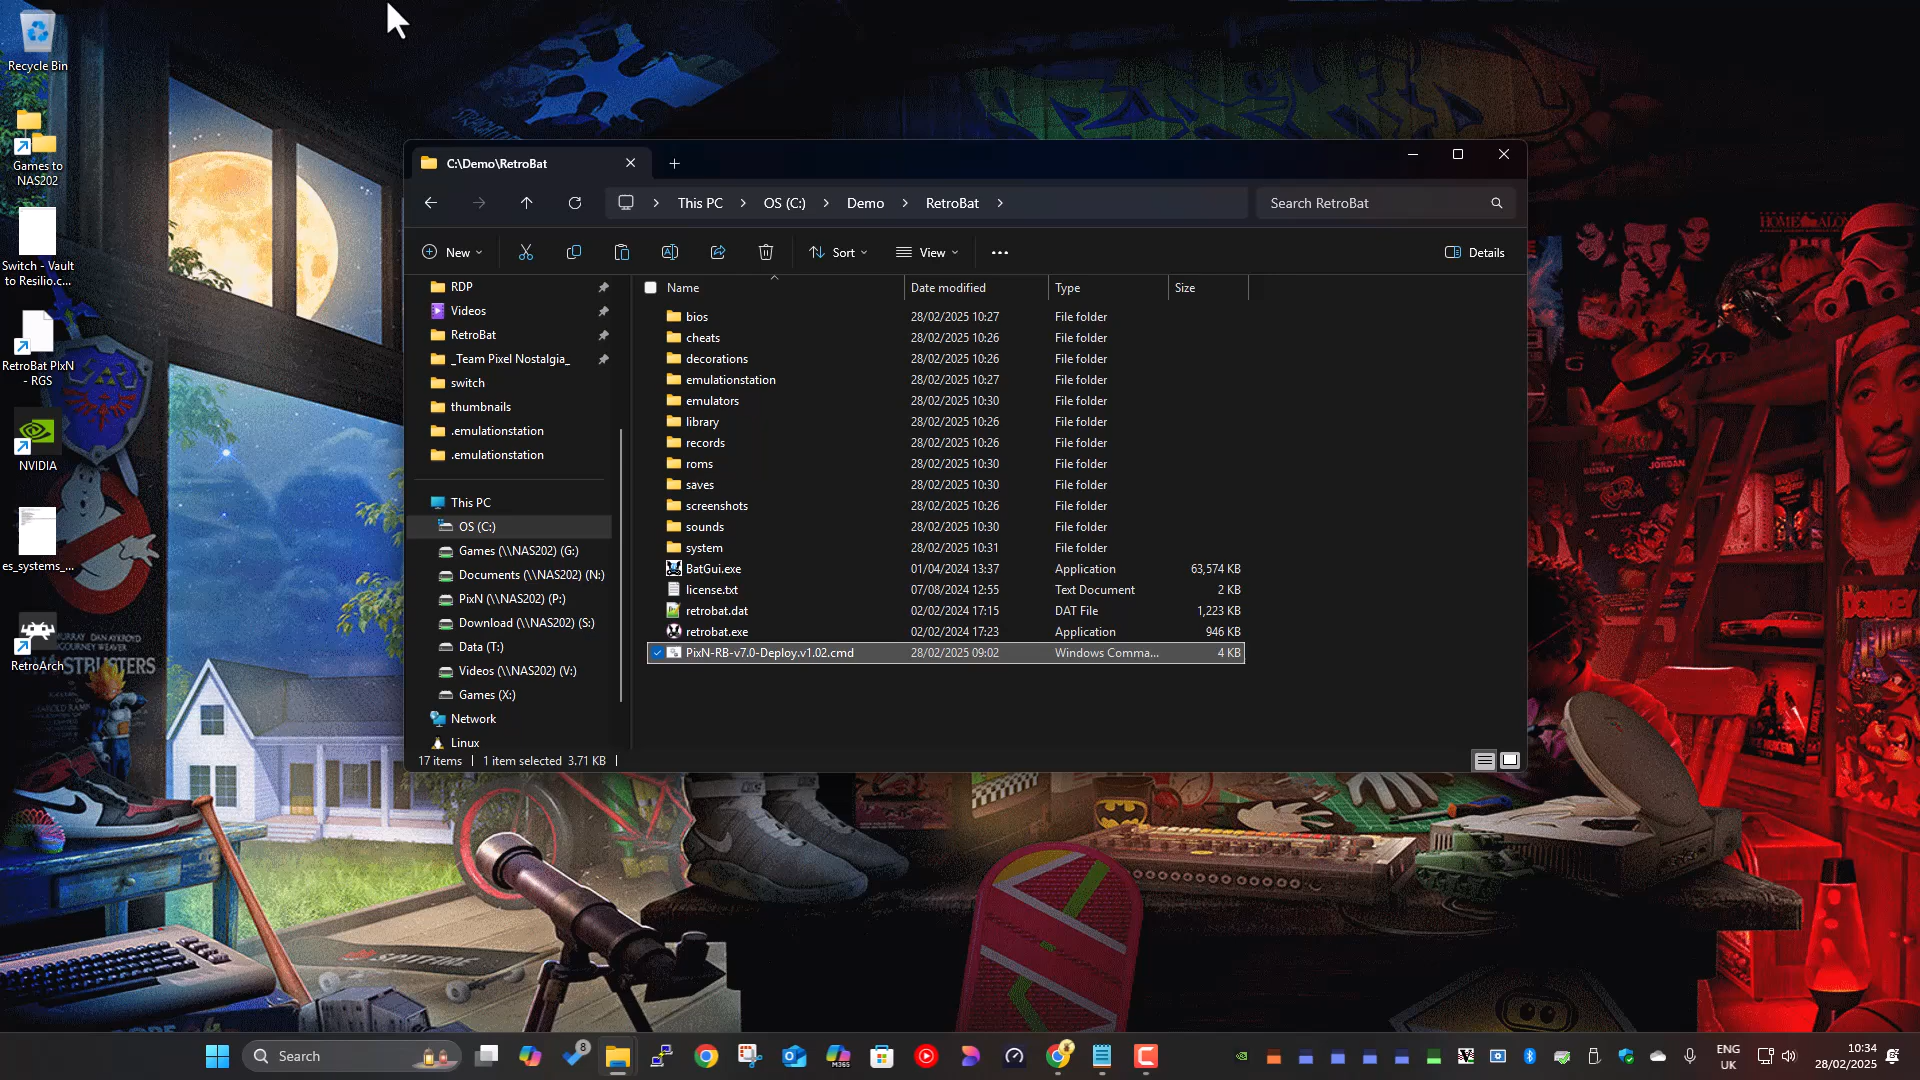 Recycle Bin
Games to
NAS202
Switch - Vault
to Resilio.c...
RetroBat PIxN
- RGS
NVIDIA
es_systems_...
RetroArch
C:\Demo\RetroBat
This PC
OS (C:)
Demo
RetroBat
Search RetroBat
New
Sort
View
Details
RDP
Videos
RetroBat
_Team Pixel Nostalgia_
switch
thumbnails
.emulationstation
.emulationstation
This PC
OS (C:)
Games (\\NAS202) (G:)
Documents (\\NAS202) (N:)
PixN (\\NAS202) (P:)
Download (\\NAS202) (S:)
Data (T:)
Videos (\\NAS202) (V:)
Games (X:)
Network
Linux
Name Date modified Type Size
bios 28/02/2025 10:27 File folder
cheats 28/02/2025 10:26 File folder
decorations 28/02/2025 10:26 File folder
emulationstation 28/02/2025 10:27 File folder
emulators 28/02/2025 10:30 File folder
library 28/02/2025 10:26 File folder
records 28/02/2025 10:26 File folder
roms 28/02/2025 10:30 File folder
saves 28/02/2025 10:30 File folder
screenshots 28/02/2025 10:26 File folder
sounds 28/02/2025 10:30 File folder
system 28/02/2025 10:31 File folder
BatGui.exe 01/04/2024 13:37 Application 63,574 KB
license.txt 07/08/2024 12:55 Text Document 2 KB
retrobat.dat 02/02/2024 17:15 DAT File 1,223 KB
retrobat.exe 02/02/2024 17:23 Application 946 KB
PixN-RB-v7.0-Deploy.v1.02.cmd 28/02/2025 09:02 Windows Comma... 4 KB
17 items 1 item selected 3.71 KB
HOME ALONE
JORDAN
MURRAY DAN AYKROYD
GHOSTBUSTERS
SPITFIRE
Search
8
M365
ENG
UK
10:34
28/02/2025